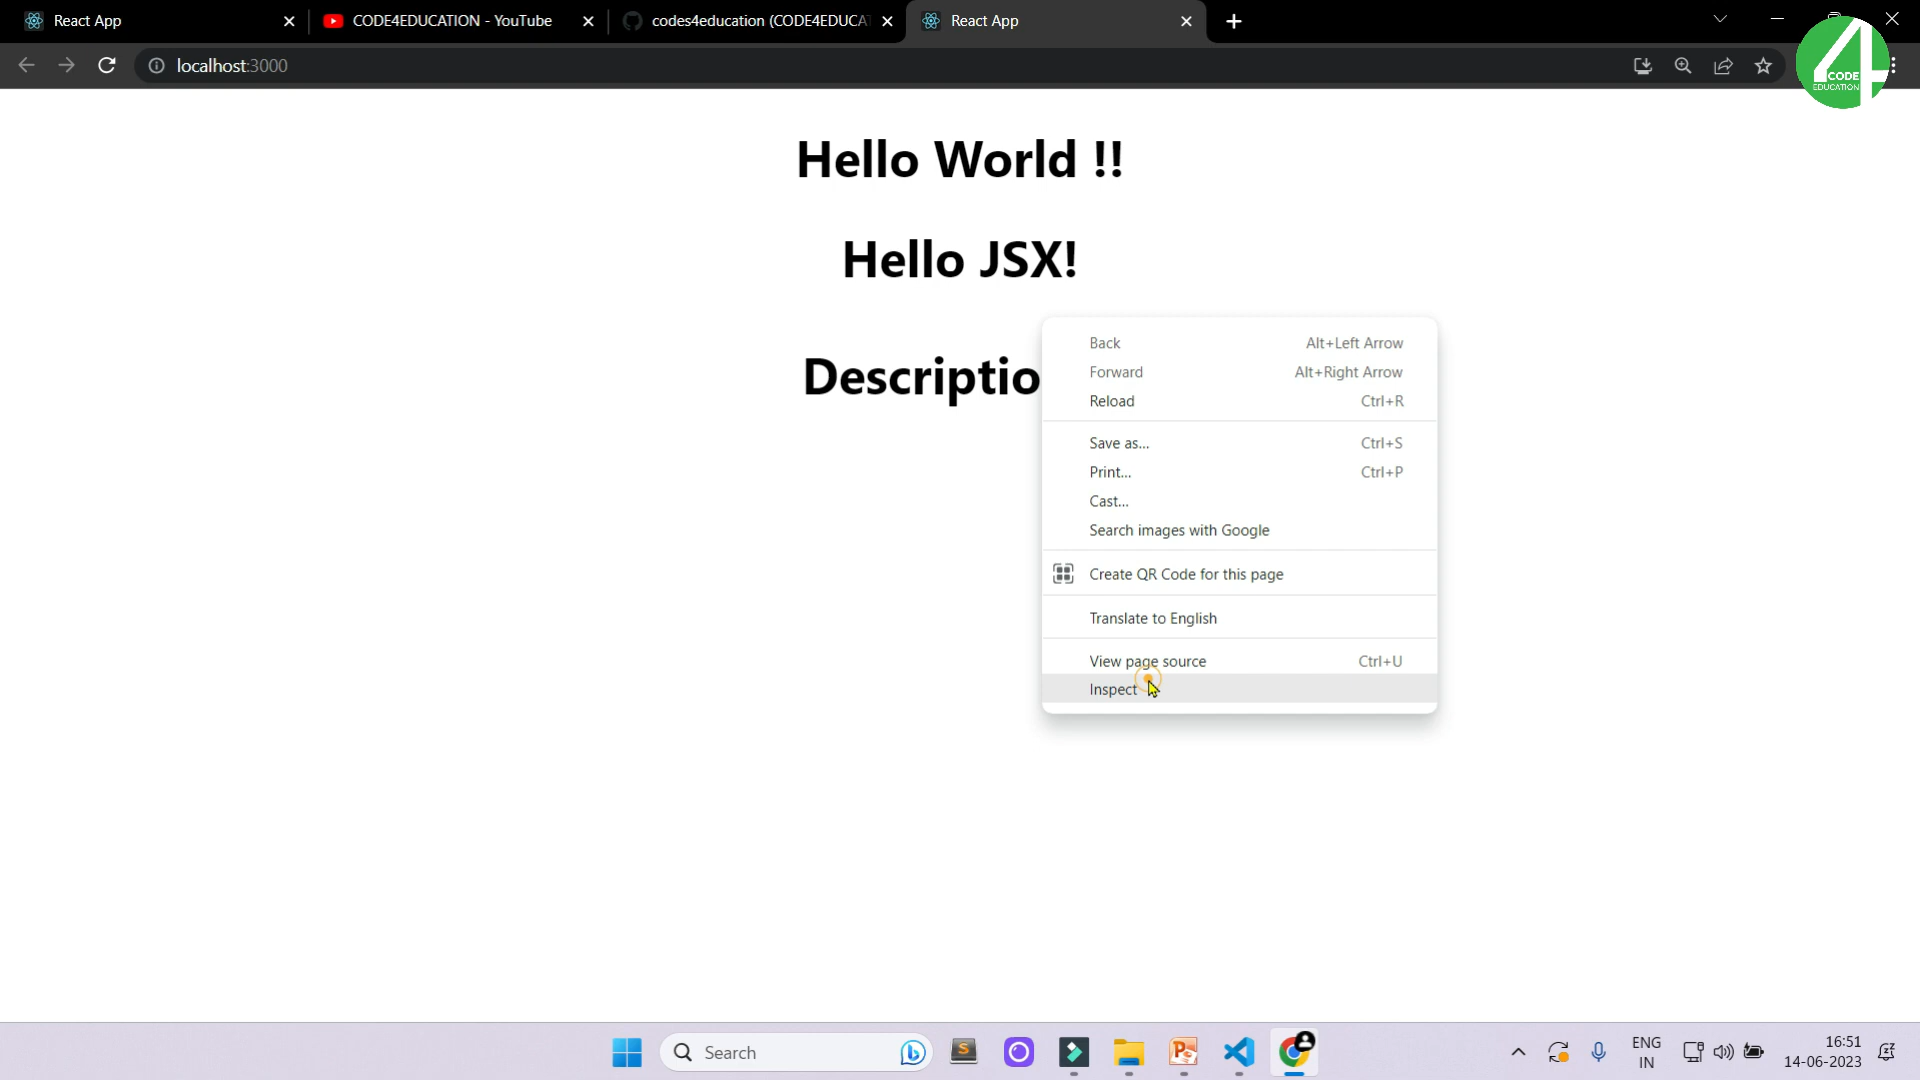 React App
CODE4EDUCATION - YouTube
codes4education (CODE4EDUCA
React App
localhost:3000
4
CODE
EDUCATION
Hello World !!
Hello JSX!
Descriptio
Back Alt+Left Arrow
Forward Alt+Right Arrow
Reload Ctrl+R
Save as... Ctrl+S
Print... Ctrl+P
Cast...
Search images with Google
Create QR Code for this page
Translate to English
View page source Ctrl+U
Inspect
Search
ENG
IN
16:51
14-06-2023